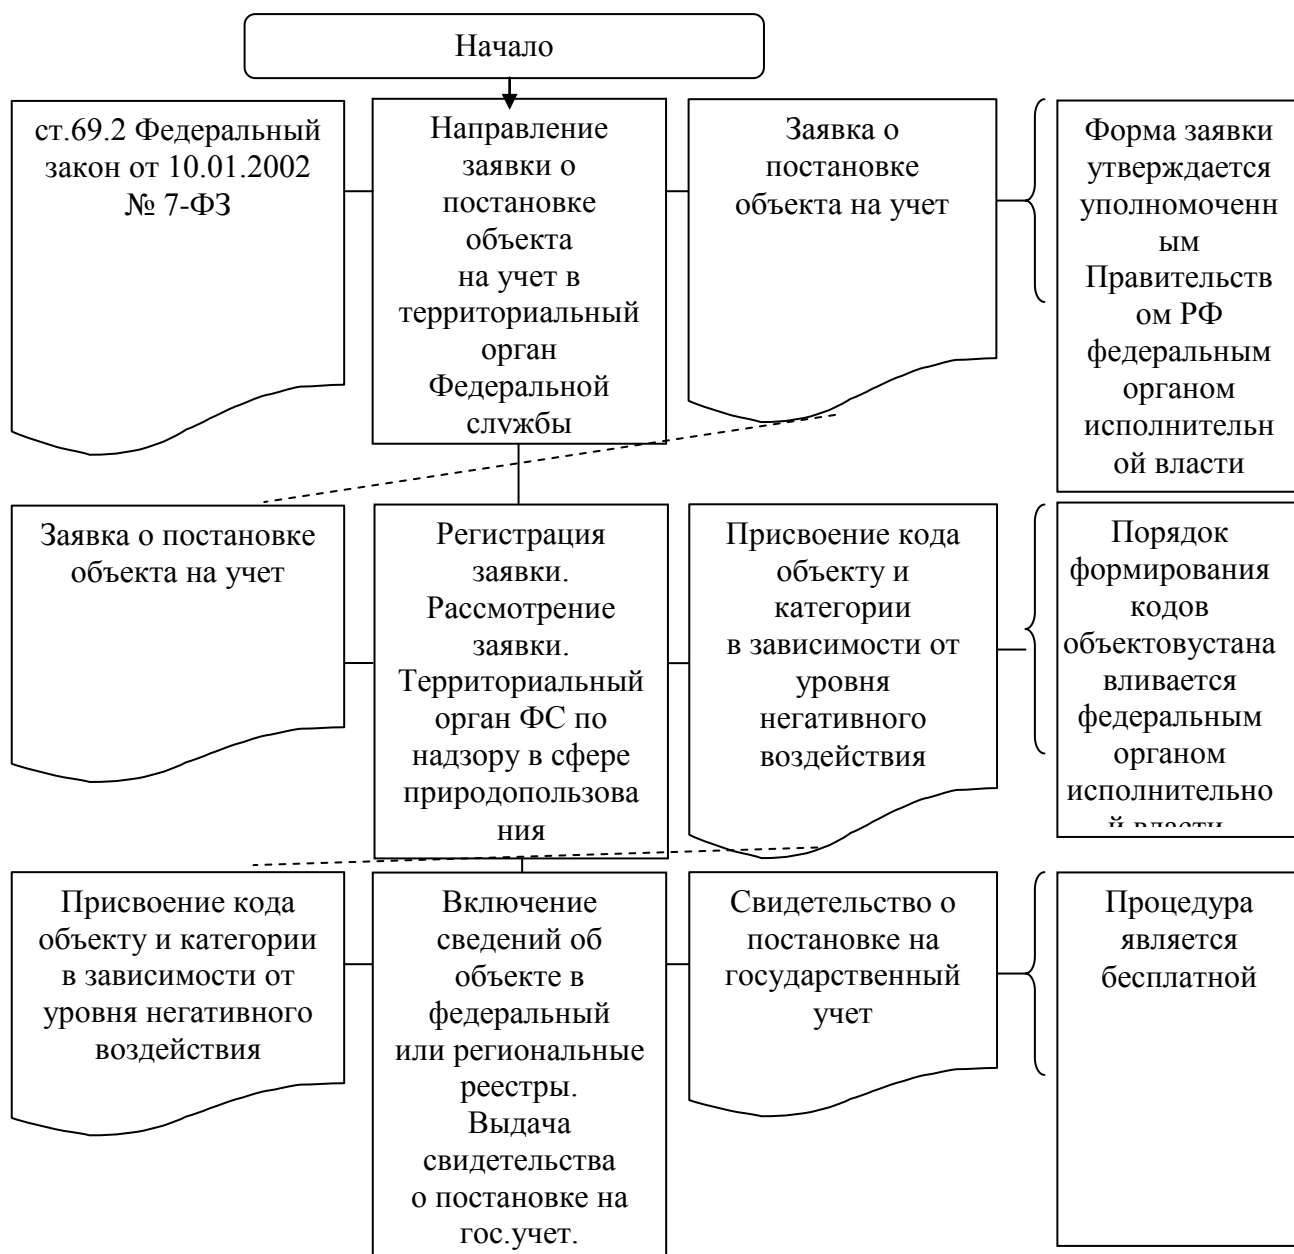 Начало
ст.69.2 Федеральный
закон от 10.01.2002
№ 7-ФЗ
Направление
заявки о
постановке
объекта
на учет в
территориальный
орган
Федеральной
службы
Заявка о
постановке
объекта на учет
Форма заявки
утверждается
уполномоченн
ым
Правительств
ом РФ
федеральным
органом
исполнительн
ой власти
Заявка о постановке
объекта на учет
Регистрация
заявки.
Рассмотрение
заявки.
Территориальный
орган ФС по
надзору в сфере
природопользова
ния
Присвоение кода
объекту и
категории
в зависимости от
уровня
негативного
воздействия
Порядок
формирования
кодов
объектовустана
вливается
федеральным
органом
исполнительно
й власти
Присвоение кода
объекту и категории
в зависимости от
уровня негативного
воздействия
Включение
сведений об
объекте в
федеральный
или региональные
реестры.
Выдача
свидетельства
о постановке на
гос.учет.
Свидетельство о
постановке на
государственный
учет
Процедура
является
бесплатной